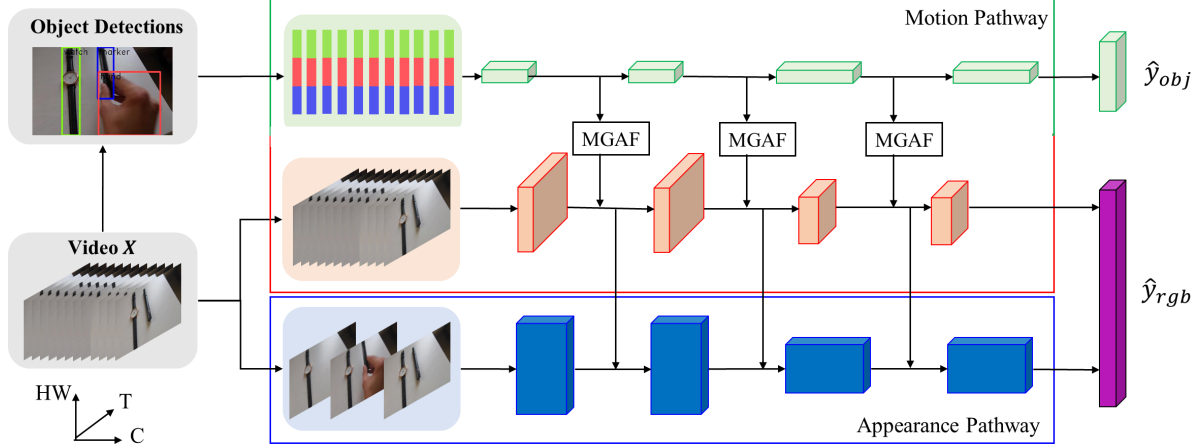 Object Detections
watch
marker
hand
Motion Pathway
ŷ_obj
MGAF
MGAF
MGAF
Video X
ŷ_rgb
HW
T
C
Appearance Pathway